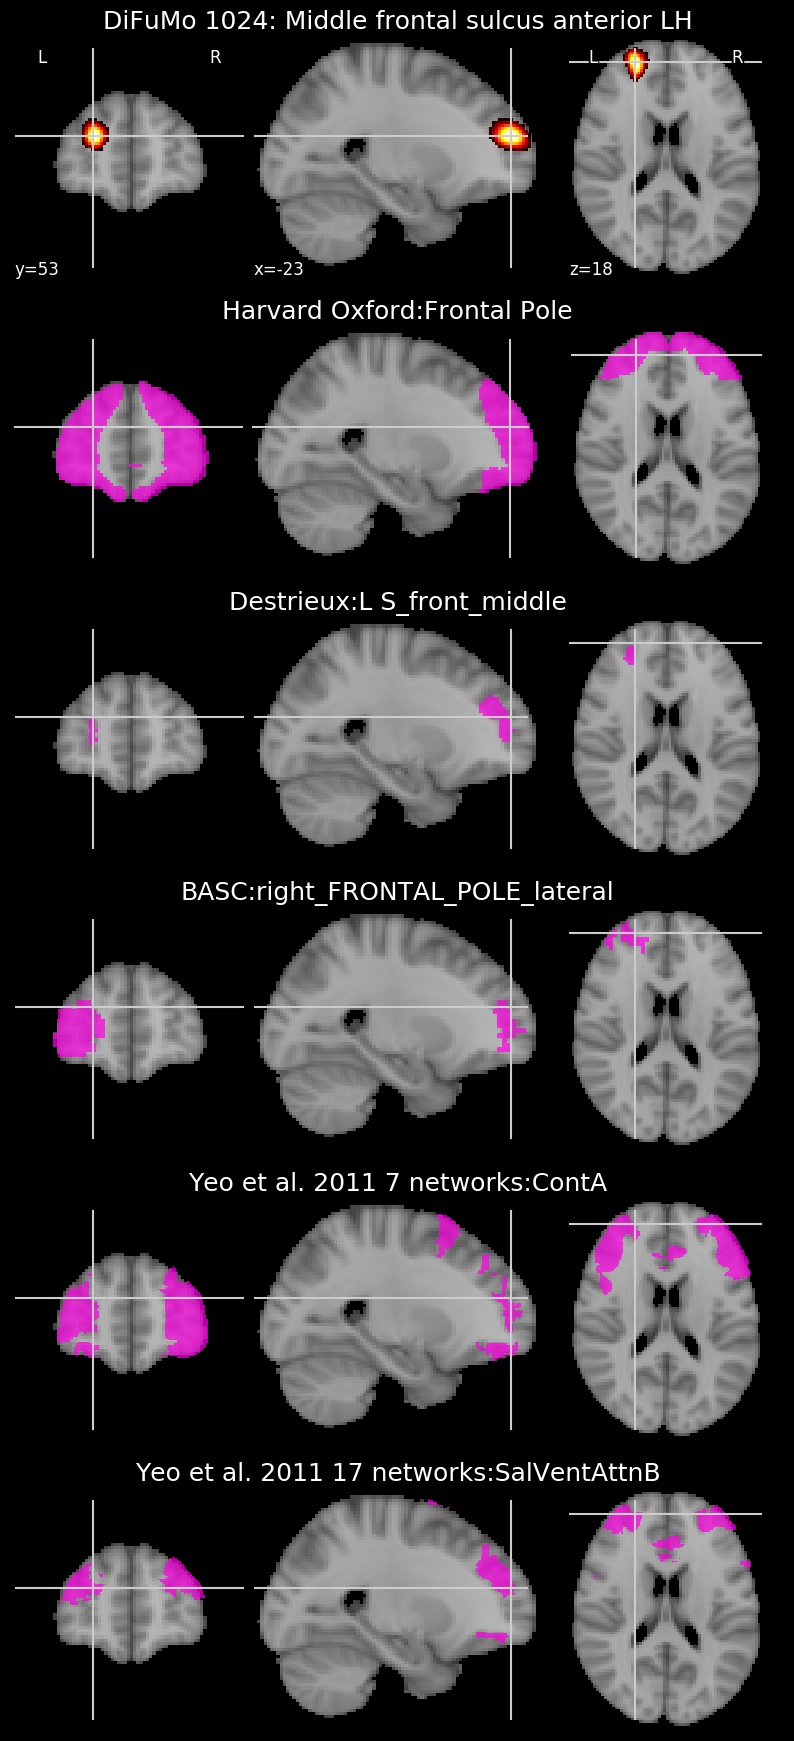 DiFuMo 1024: Middle frontal sulcus anterior LH
L R L R
y=53 x=-23 z=18
Harvard Oxford:Frontal Pole
Destrieux:L S_front_middle
BASC:right_FRONTAL_POLE_lateral
Yeo et al. 2011 7 networks:ContA
Yeo et al. 2011 17 networks:SalVentAttnB